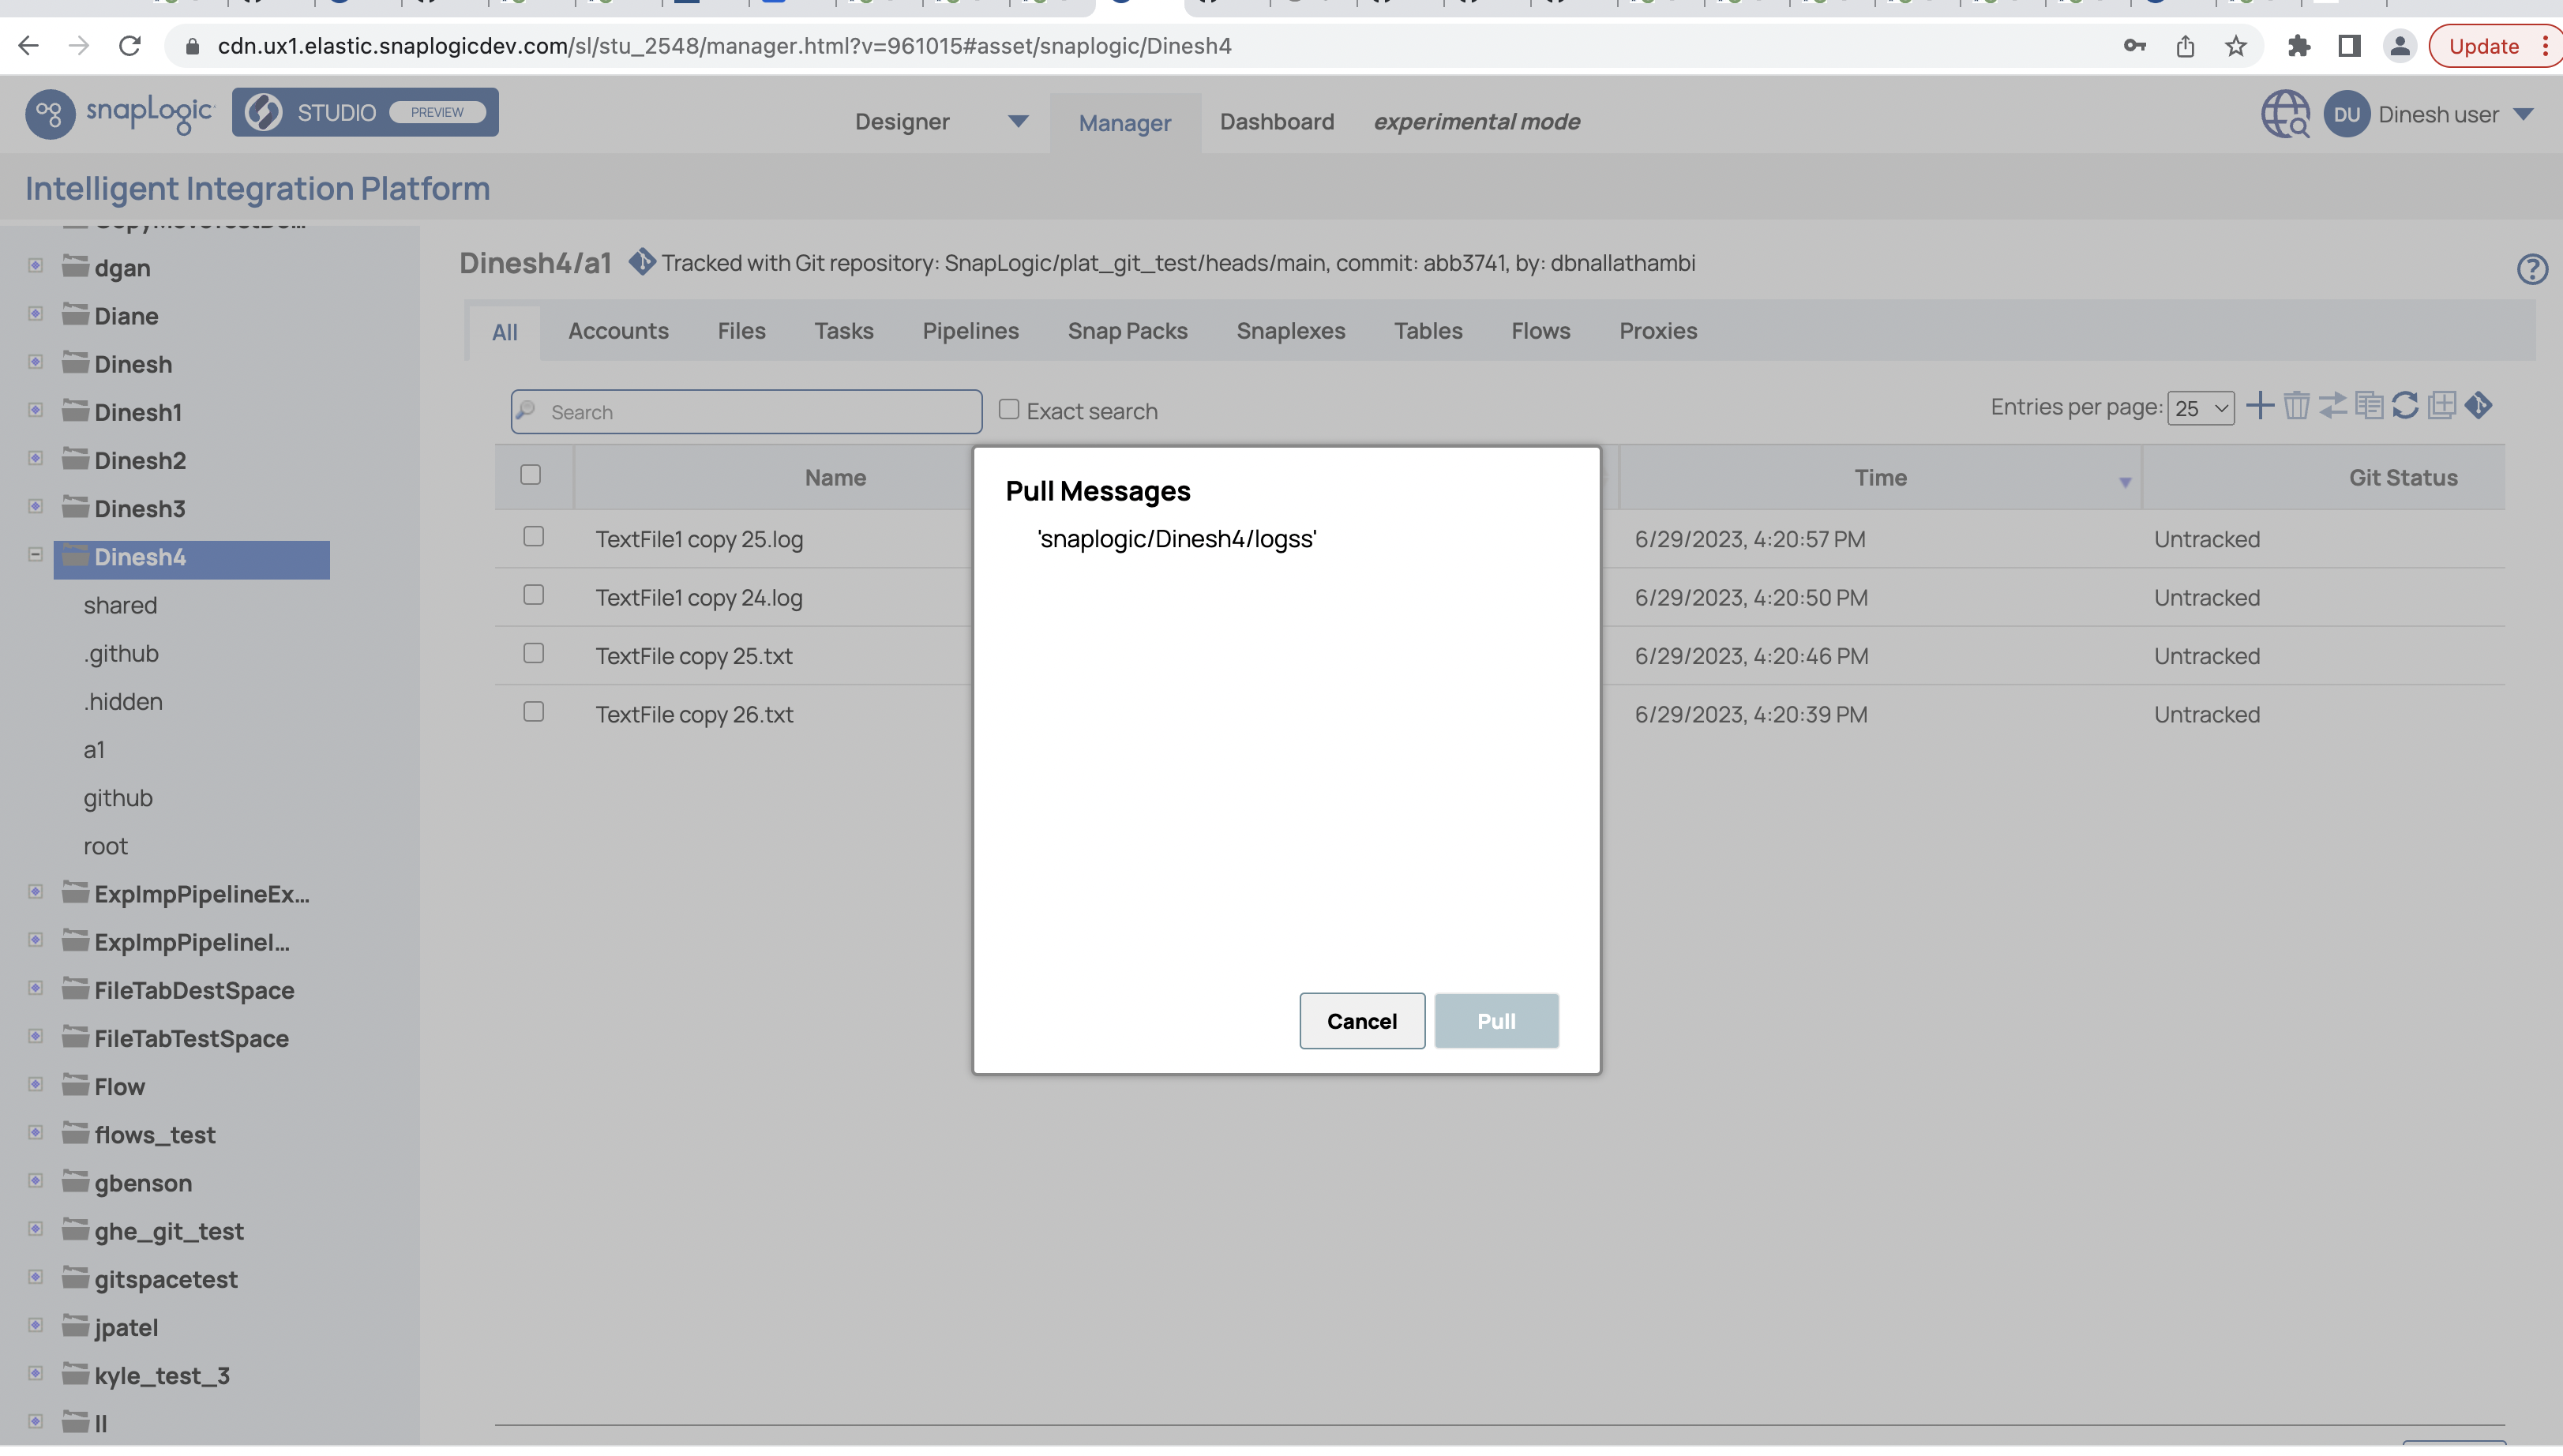 cdn.ux1.elastic.snaplogicdev.com/sl/stu_2548/manager.html?v=961015#asset/snaplogic/Dinesh4
Update
snapLogic
STUDIO PREVIEW
Designer
Manager
Dashboard
experimental mode
DU
Dinesh user
Intelligent Integration Platform
dgan
Diane
Dinesh
Dinesh1
Dinesh2
Dinesh3
Dinesh4
shared
.github
.hidden
a1
github
root
ExpImpPipelineEx...
ExpImpPipelineI...
FileTabDestSpace
FileTabTestSpace
Flow
flows_test
gbenson
ghe_git_test
gitspacetest
jpatel
kyle_test_3
Dinesh4/a1 Tracked with Git repository: SnapLogic/plat_git_test/heads/main, commit: abb3741, by: dbnallathambi
?
All Accounts Files Tasks Pipelines Snap Packs Snaplexes Tables Flows Proxies
Search
Exact search
Entries per page: 25
Name Time Git Status
TextFile1 copy 25.log 6/29/2023, 4:20:57 PM Untracked
TextFile1 copy 24.log 6/29/2023, 4:20:50 PM Untracked
TextFile copy 25.txt 6/29/2023, 4:20:46 PM Untracked
TextFile copy 26.txt 6/29/2023, 4:20:39 PM Untracked
Pull Messages
'snaplogic/Dinesh4/logss'
Cancel Pull